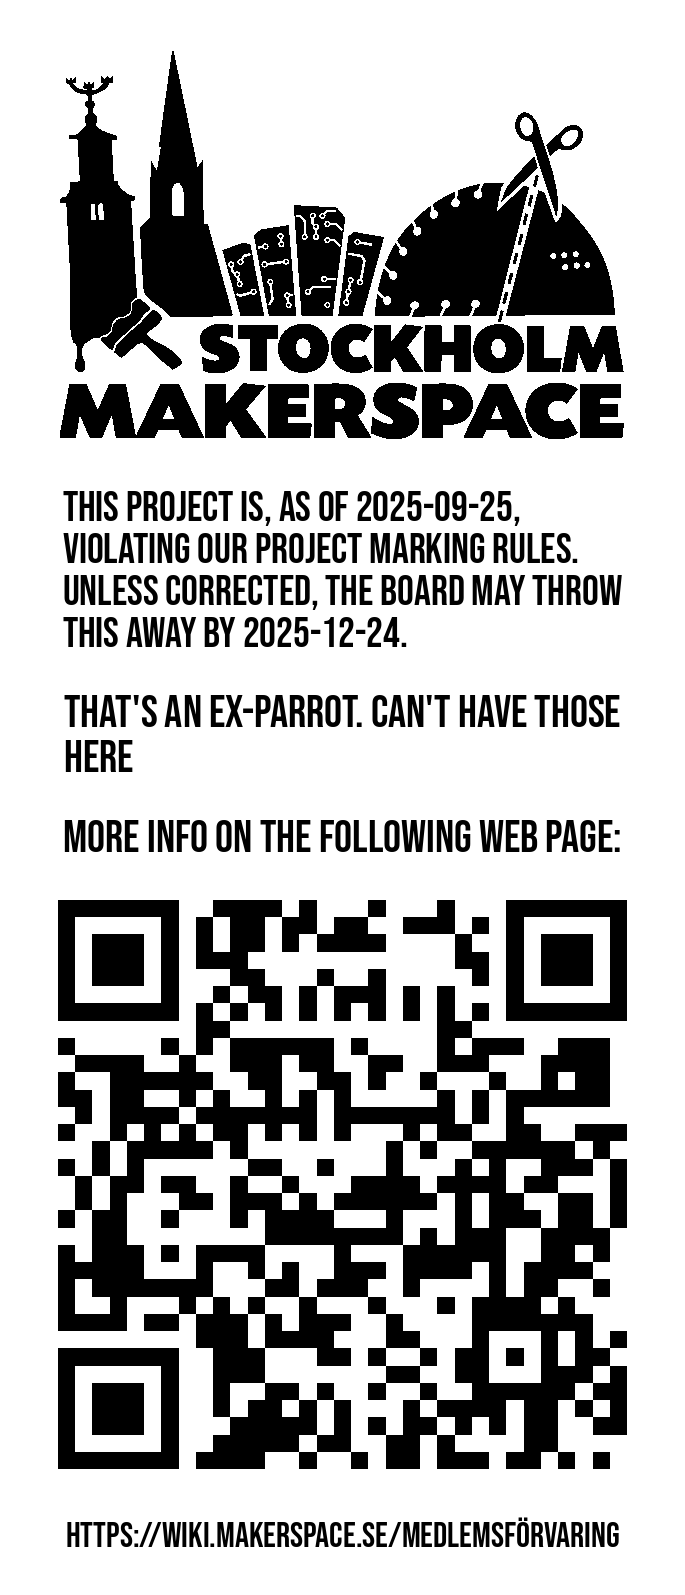 STOCKHOLM
MAKERSPACE
THIS PROJECT IS, AS OF 2025-09-25,
VIOLATING OUR PROJECT MARKING RULES.
UNLESS CORRECTED, THE BOARD MAY THROW
THIS AWAY BY 2025-12-24.
THAT'S AN EX-PARROT. CAN'T HAVE THOSE
HERE
MORE INFO ON THE FOLLOWING WEB PAGE:
HTTPS://WIKI.MAKERSPACE.SE/MEDLEMSFÖRVARING